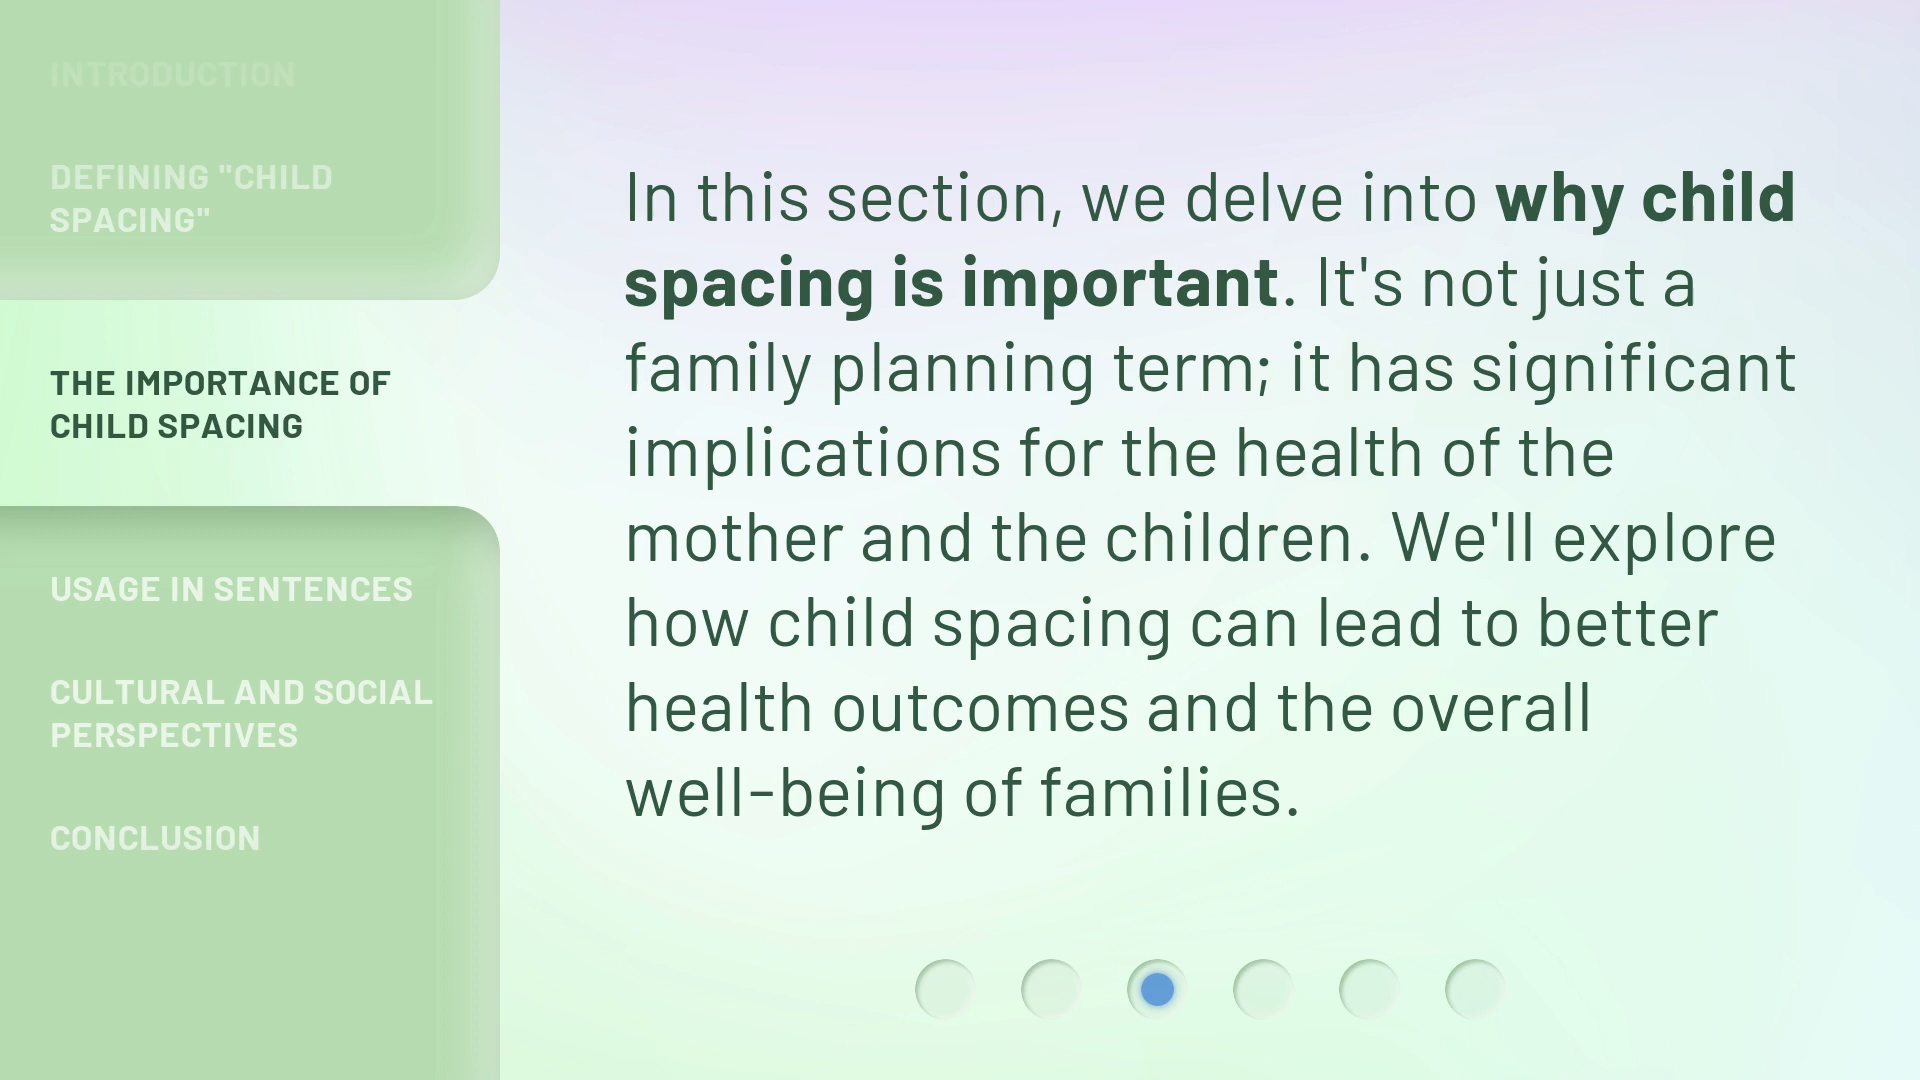 INTRODUCTION
DEFINING "CHILD
SPACING"
THE IMPORTANCE OF
CHILD SPACING
USAGE IN SENTENCES
CULTURAL AND SOCIAL
PERSPECTIVES
CONCLUSION
In this section, we delve into why child
spacing is important. It's not just a
family planning term; it has significant
implications for the health of the
mother and the children. We'll explore
how child spacing can lead to better
health outcomes and the overall
well-being of families.